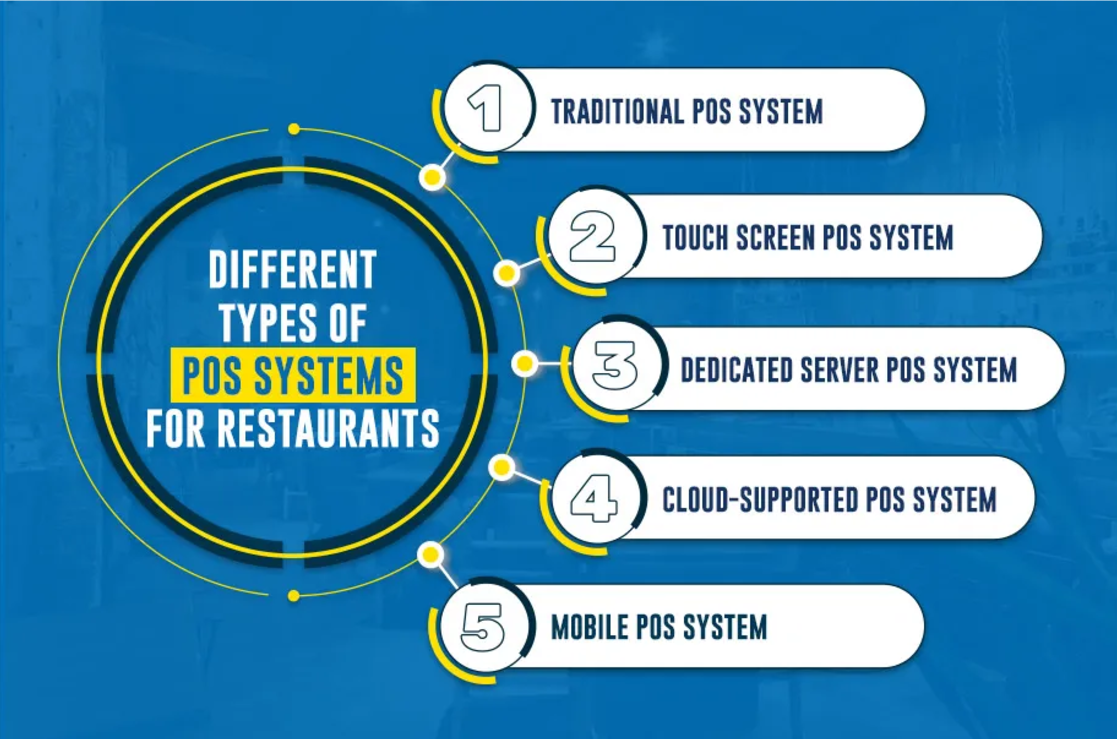 DIFFERENT
TYPES OF
POS SYSTEMS
FOR RESTAURANTS
1 TRADITIONAL POS SYSTEM
2 TOUCH SCREEN POS SYSTEM
3 DEDICATED SERVER POS SYSTEM
4 CLOUD-SUPPORTED POS SYSTEM
5 MOBILE POS SYSTEM